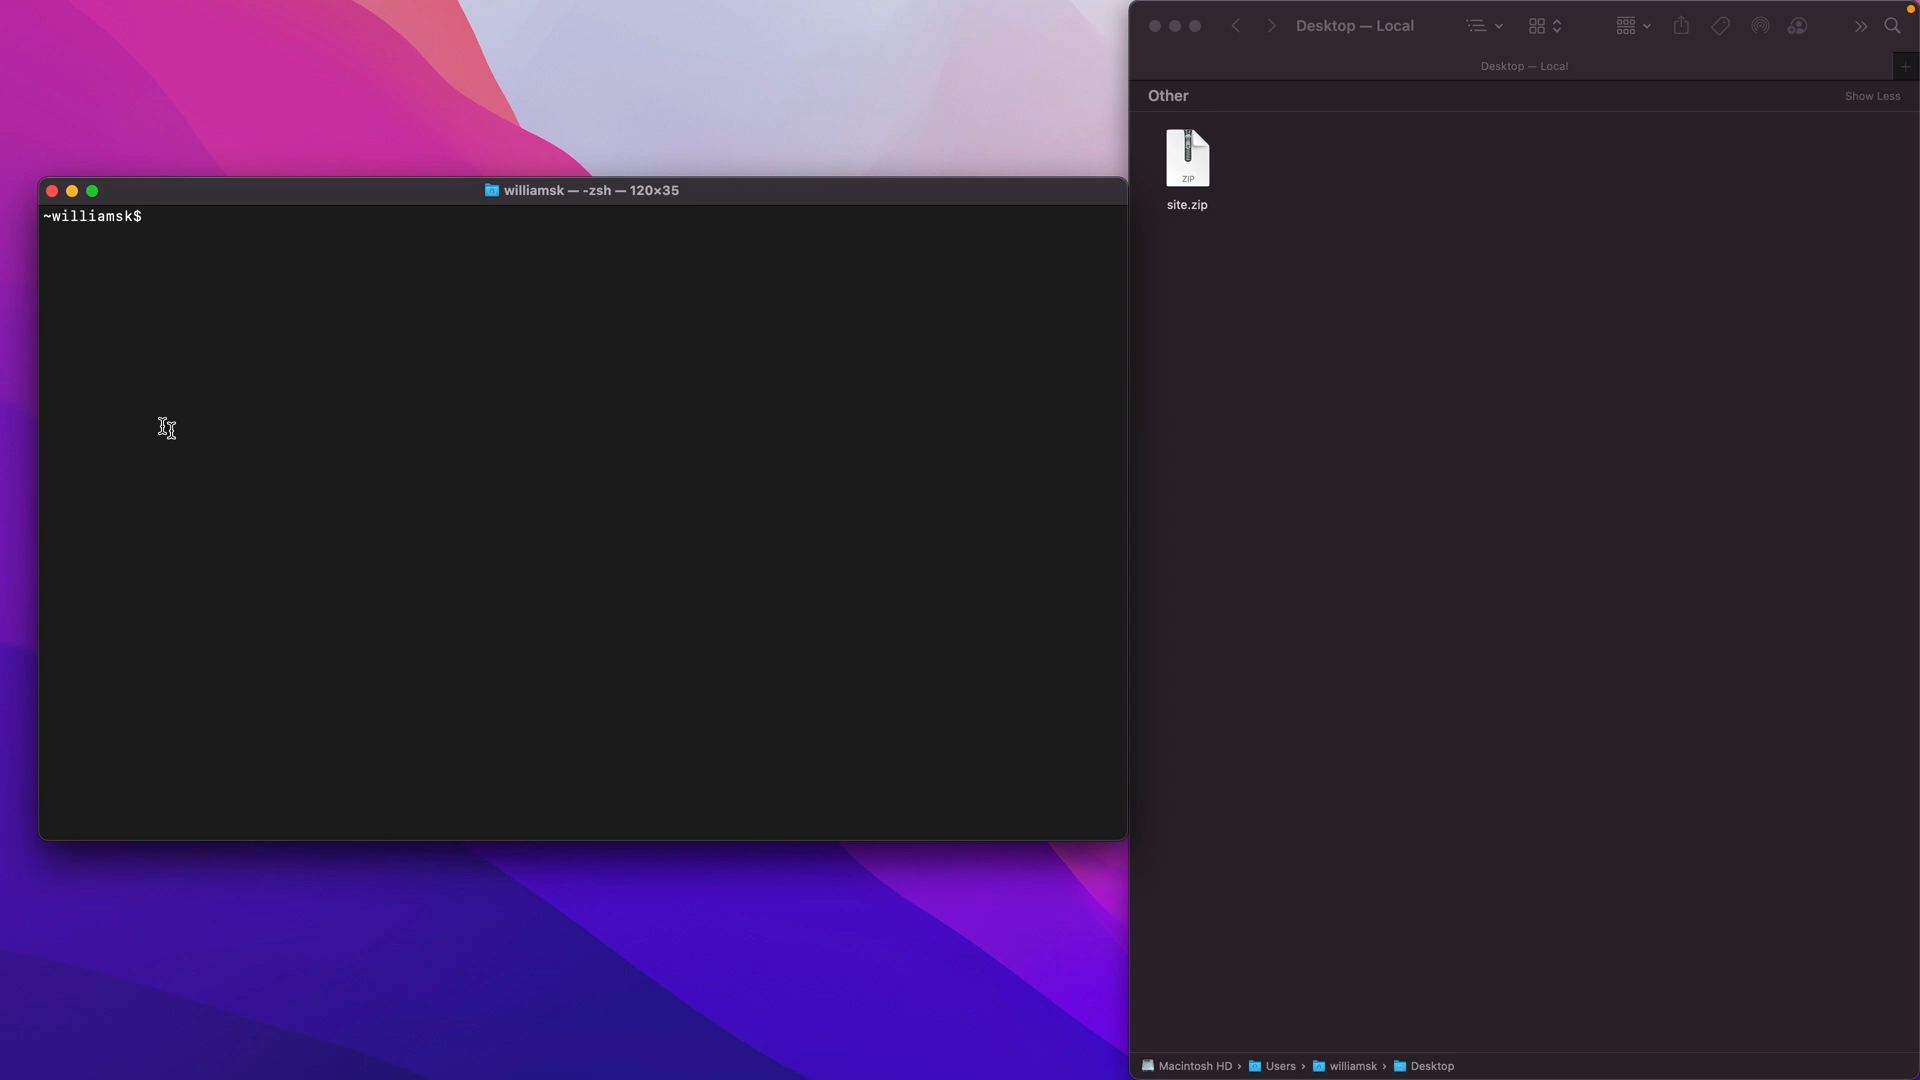 Desktop — Local
Desktop — Local
Other
Show Less
ZIP
site.zip
williamsk — -zsh — 120×35
~williamsk$
Macintosh HD › Users › williamsk › Desktop